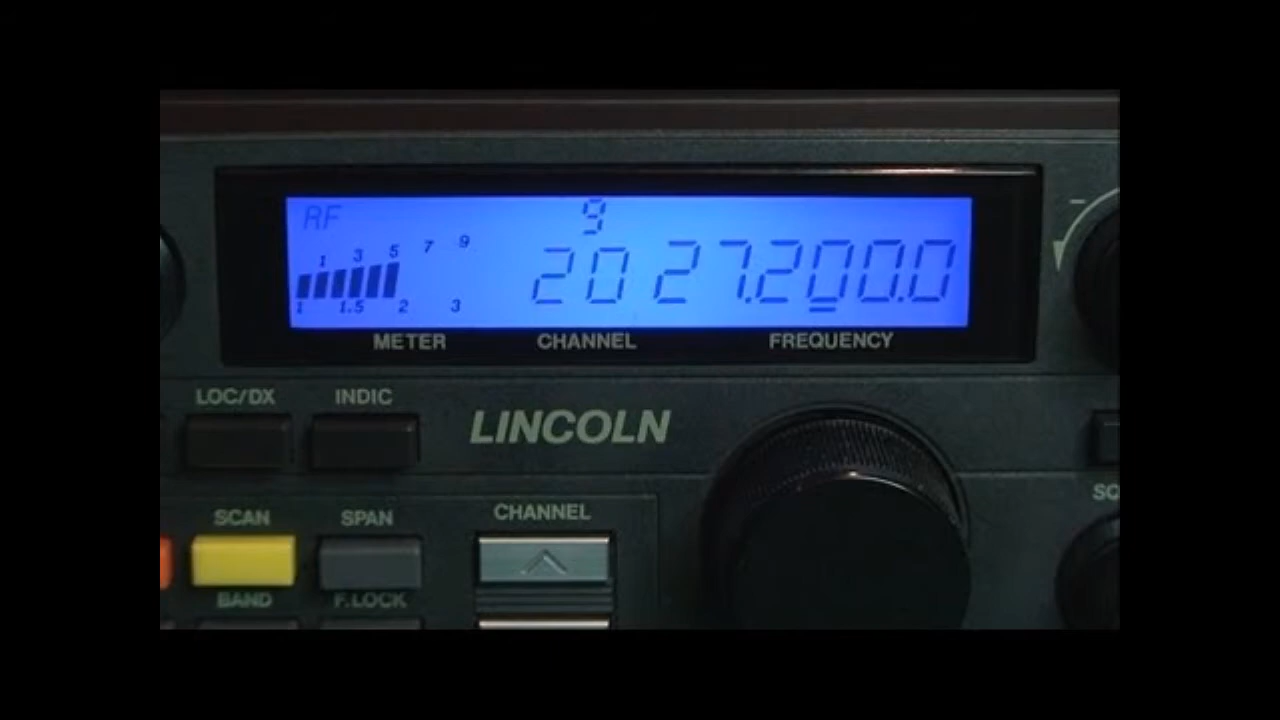 RF 9
1 3 5 7 9
20 27.200.0
1 1.5 2 3
METER CHANNEL FREQUENCY
LOC/DX INDIC
LINCOLN
SCAN SPAN CHANNEL
BAND F.LOCK